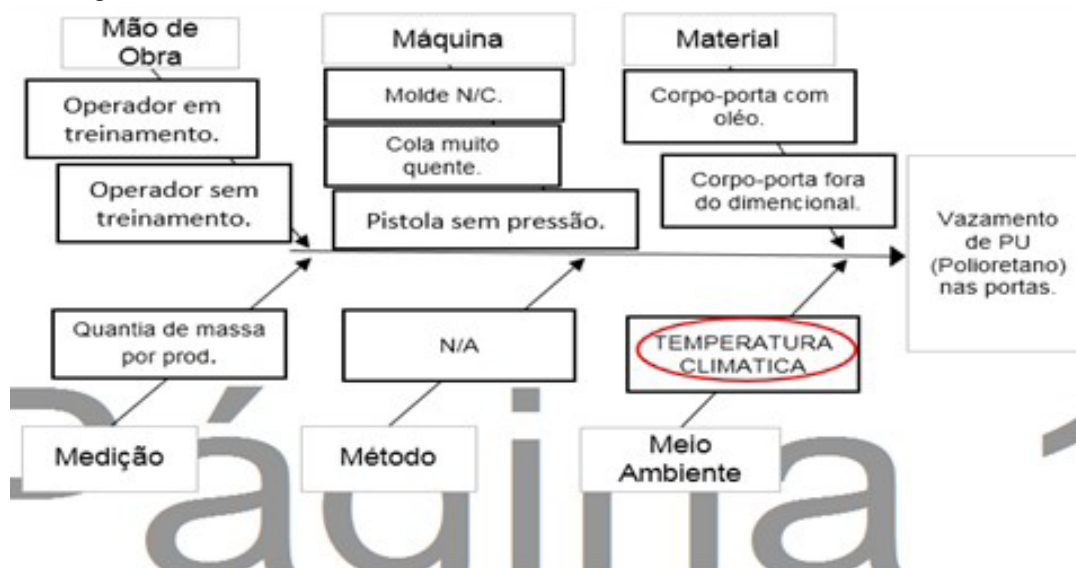 Mão de
Obra
Máquina
Material
Operador em
treinamento.
Operador sem
treinamento.
Molde N/C.
Cola muito
quente.
Pistola sem pressão.
Corpo-porta com
oléo.
Corpo-porta fora
do dimencional.
Vazamento
de PU
(Polioretano)
nas portas.
Quantia de massa
por prod.
N/A
TEMPERATURA
CLIMATICA
Medição
Método
Meio
Ambiente
Página 1